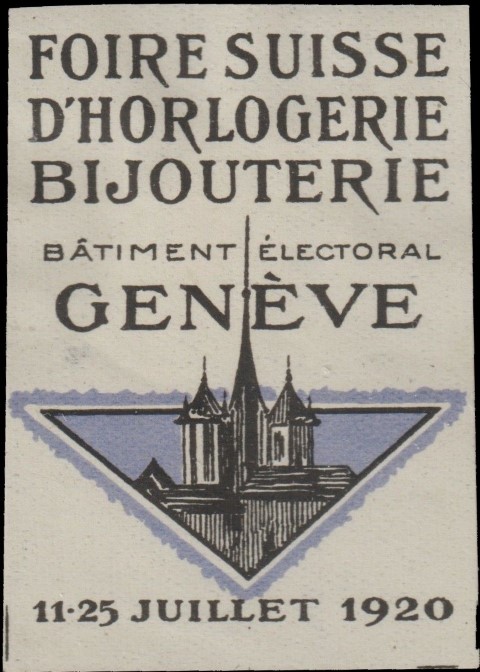 FOIRE SUISSE
D'HORLOGERIE
BIJOUTERIE
BÂTIMENT ÉLECTORAL
GENÈVE
11·25 JUILLET 1920